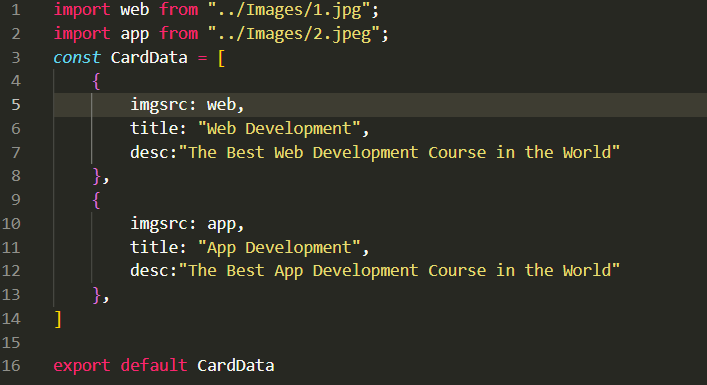 1 import web from "../Images/1.jpg";
2 import app from "../Images/2.jpeg";
3 const CardData = [
4     {
5         imgsrc: web,
6         title: "Web Development",
7         desc:"The Best Web Development Course in the World"
8     },
9     {
10         imgsrc: app,
11         title: "App Development",
12         desc:"The Best App Development Course in the World"
13     },
14 ]
15
16 export default CardData